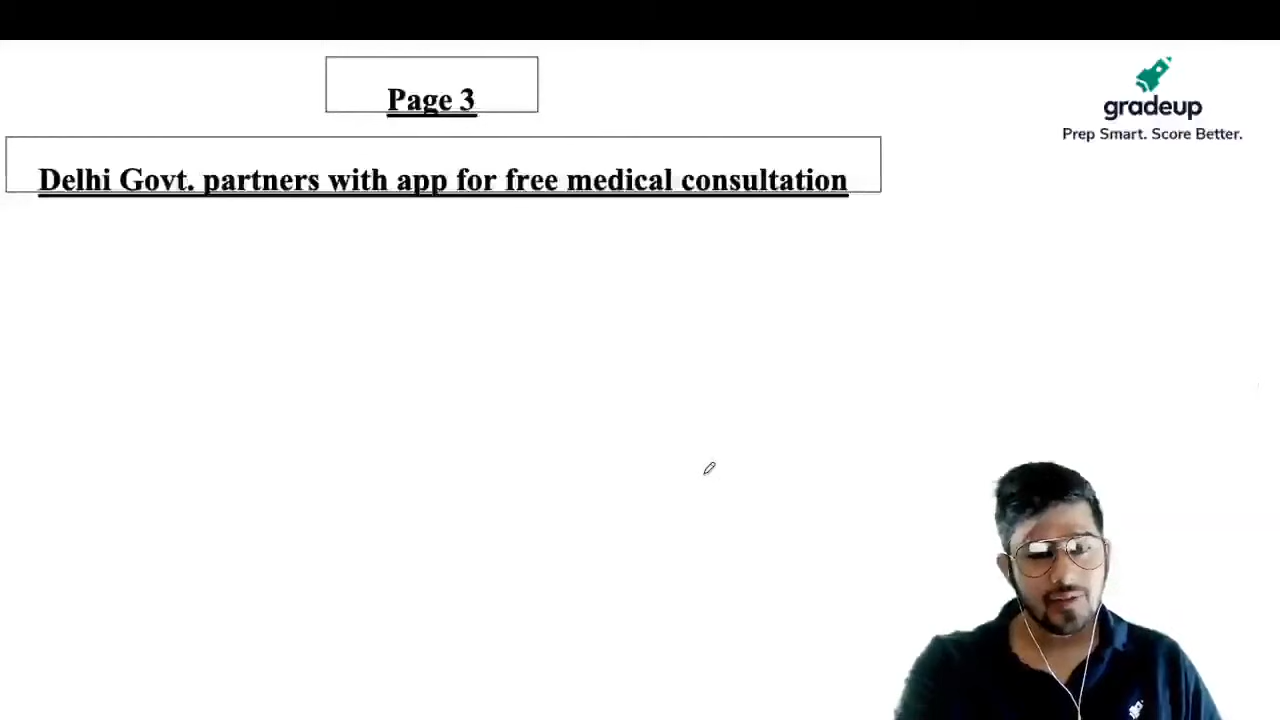 Page 3
gradeup
Prep Smart. Score Better.
Delhi Govt. partners with app for free medical consultation